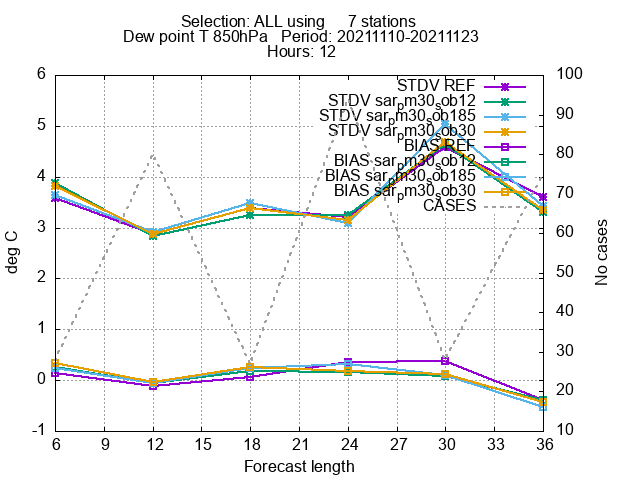 Selection: ALL using 7 stations
Dew point T 850hPa Period: 20211110-20211123
Hours: 12
6
5
4
3
2
1
0
-1
100
90
80
70
60
50
40
30
20
10
deg C
No cases
STDV REF
STDV sar_pm30_sob12
STDV sar_pm30_sob185
STDV sar_pm30_sob30
BIAS REF
BIAS sar_pm30_sob12
BIAS sar_pm30_sob185
BIAS sar_pm30_sob30
CASES
6 9 12 15 18 21 24 27 30 33 36
Forecast length